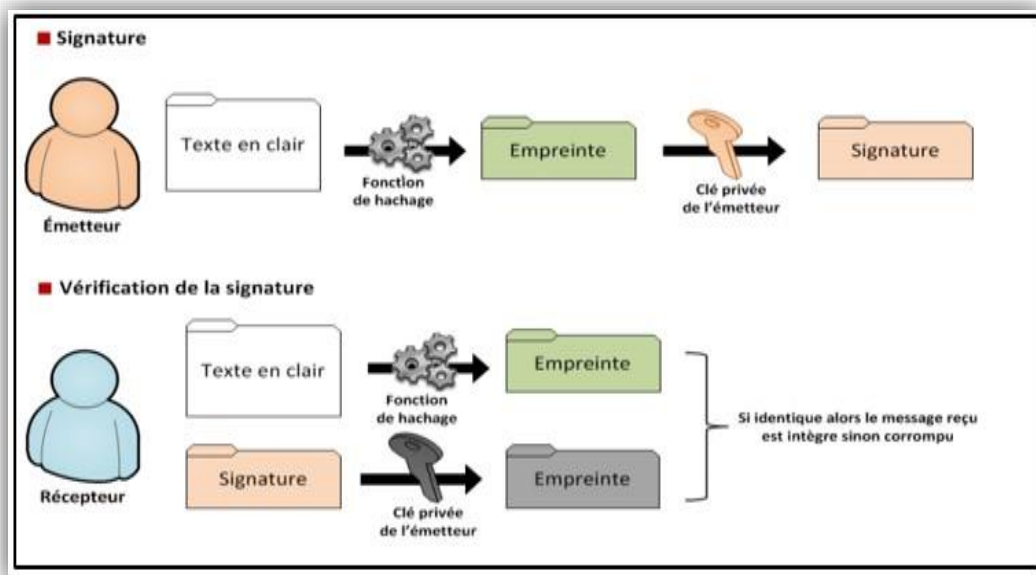 Signature
Texte en clair
Empreinte
Signature
Fonction
de hachage
Clé privée
de l'émetteur
Émetteur
Vérification de la signature
Texte en clair
Empreinte
Fonction
de hachage
Si identique alors le message reçu
est intègre sinon corrompu
Signature
Empreinte
Clé privée
de l'émetteur
Récepteur